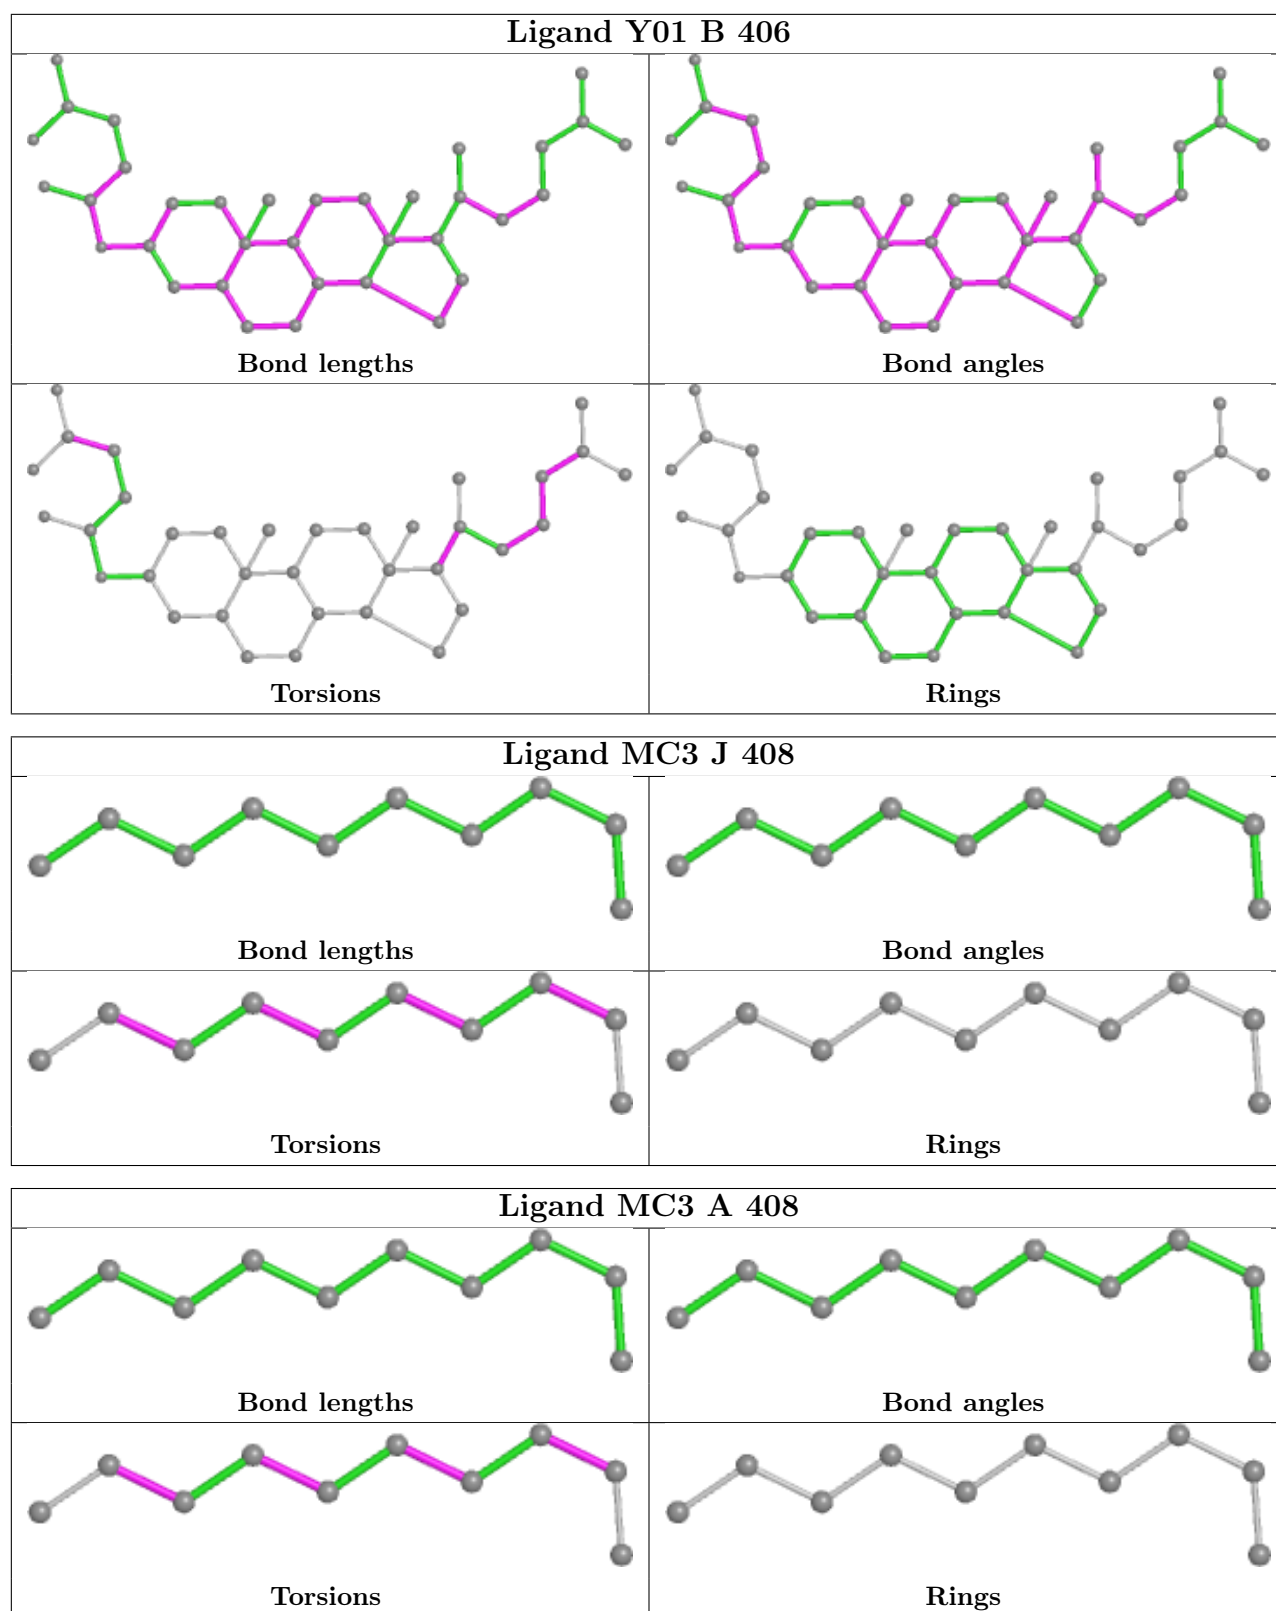 Ligand Y01 B 406
Bond lengths
Bond angles
Torsions
Rings
Ligand MC3 J 408
Bond lengths
Bond angles
Torsions
Rings
Ligand MC3 A 408
Bond lengths
Bond angles
Torsions
Rings